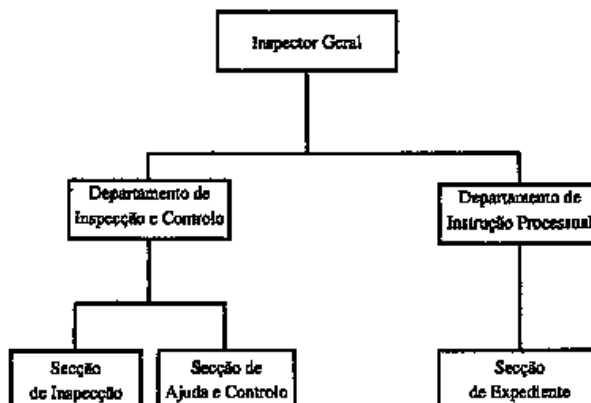 Inspector Geral
Departamento de
Inspecção e Controlo
Departamento de
Instrução Processual
Secção
de Inspecção
Secção de
Ajuda e Controlo
Secção
de Expediente